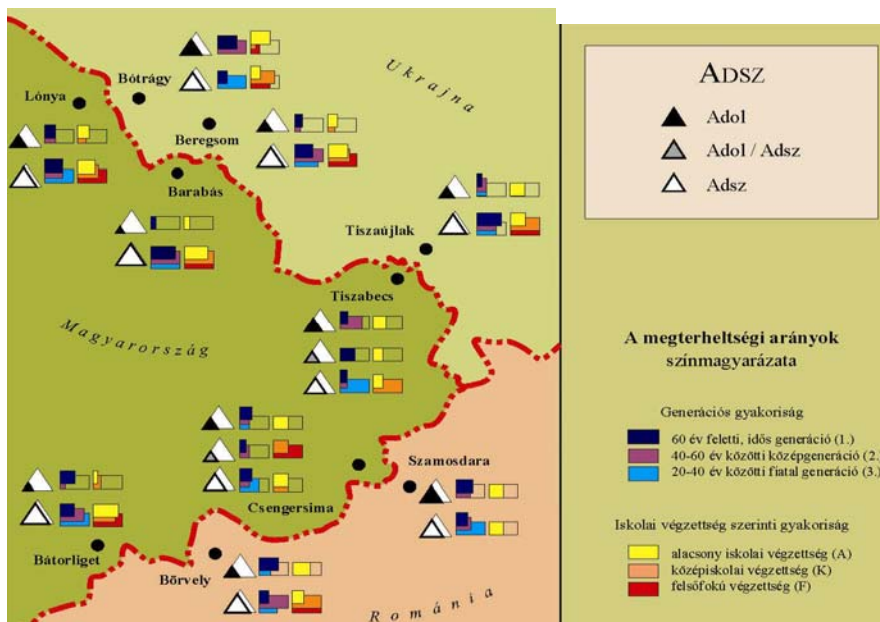 Ukrajna
Lónya
Bótrágy
Beregsom
Barabás
Tiszaújlak
Tiszabecs
Magyarország
Csengersima
Szamosdara
Bátorliget
Börvely
Románia
ADSZ
Adol
Adol / Adsz
Adsz
A megterheltségi arányok
színmagyarázata
Generációs gyakoriság
60 év feletti, idős generáció (1.)
40-60 év közötti középgeneráció (2.)
20-40 év közötti fiatal generáció (3.)
Iskolai végzettség szerinti gyakoriság
alacsony iskolai végzettség (A)
középiskolai végzettség (K)
felsőfokú végzettség (F)